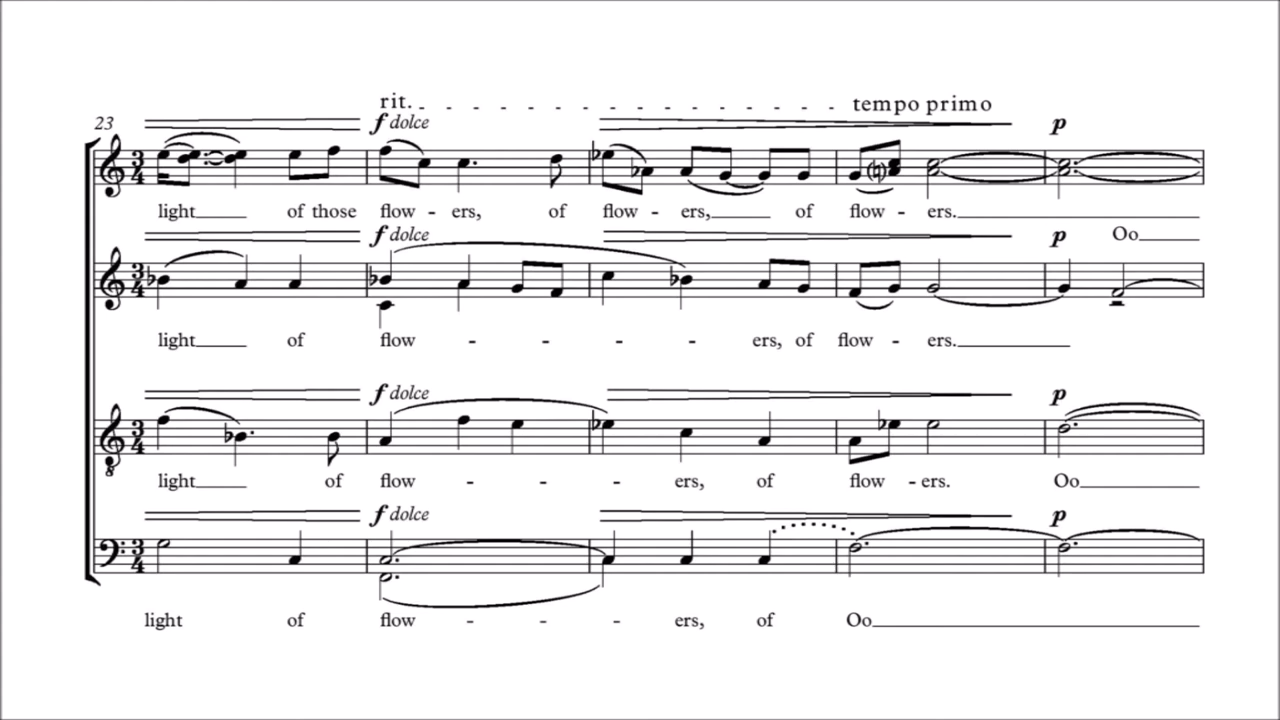 rit. tempo primo
23 f dolce p
light of those flow - ers, of flow - ers, of flow - ers.
f dolce p Oo
light of flow - - - - ers, of flow - ers.
f dolce p
light of flow - - - ers, of flow - ers. Oo
8
f dolce p
light of flow - - - ers, of Oo